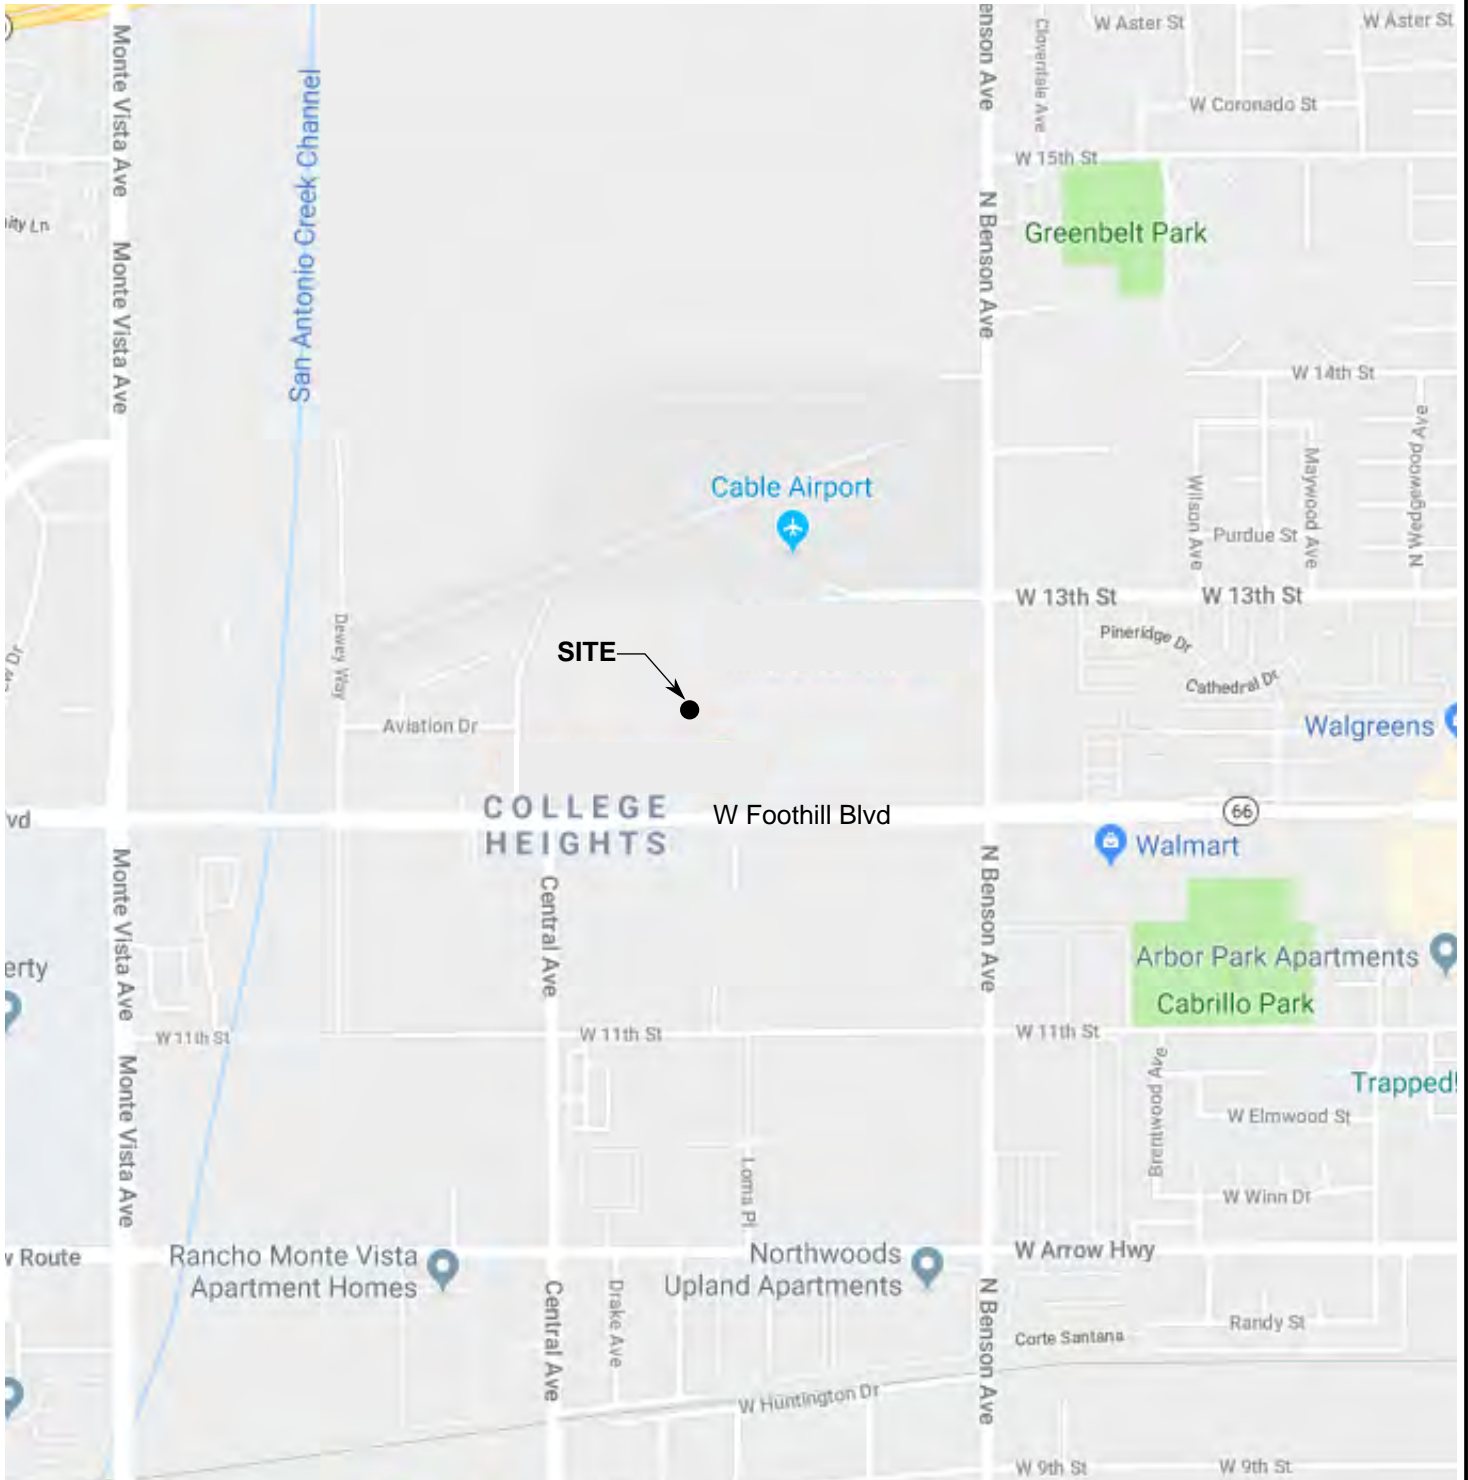 Monte Vista Ave
San Antonio Creek Channel
Cloverdale Ave
W Aster St
W Aster St
W Coronado St
W 15th St
Greenbelt Park
N Benson Ave
Monte Vista Ave
W 14th St
N Wedgewood Ave
Wilson Ave
Maywood Ave
Purdue St
Cable Airport
W 13th St
W 13th St
Pineridge Dr
Cathedral Dr
Dewey Way
SITE
Aviation Dr
Walgreens
COLLEGE
HEIGHTS
W Foothill Blvd
66
Walmart
Monte Vista Ave
Central Ave
N Benson Ave
Arbor Park Apartments
Cabrillo Park
W 11th St
W 11th St
W 11th St
Monte Vista Ave
Brentwood Ave
Trapped!
W Elmwood St
Loma Pl
W Winn Dr
Route
Rancho Monte Vista
Apartment Homes
Northwoods
Upland Apartments
W Arrow Hwy
Central Ave
Drake Ave
N Benson Ave
Corte Santana
Randy St
W Huntington Dr
W 9th St
W 9th St